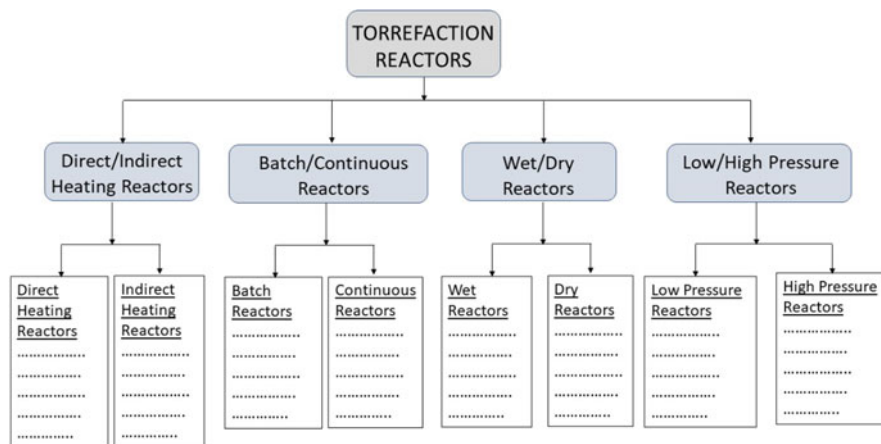 TORREFACTION
REACTORS
Direct/Indirect
Heating Reactors
Batch/Continuous
Reactors
Wet/Dry
Reactors
Low/High Pressure
Reactors
Direct
Heating
Reactors
………………
……………..
………………
……………..
…………..
Indirect
Heating
Reactors
………………
……………..
………………
……………..
…………..
Batch
Reactors
………………
……………..
………………
……………..
…………..
Continuous
Reactors
………………
……………..
………………
……………..
…………..
Wet
Reactors
………………
……………..
………………
……………..
…………..
Dry
Reactors
………………
……………..
………………
……………..
…………..
Low Pressure
Reactors
………………
……………..
………………
……………..
…………..
High Pressure
Reactors
………………
……………..
………………
……………..
…………..